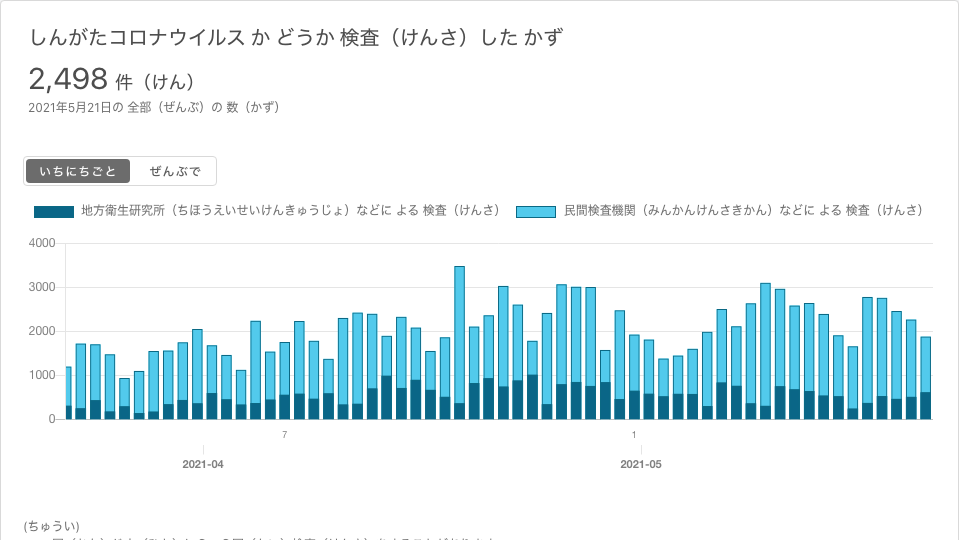 しんがたコロナウイルス か どうか 検査（けんさ）した かず
2,498 件（けん）
2021年5月21日の 全部（ぜんぶ）の 数（かず）
いちにちごと ぜんぶで
地方衛生研究所（ちほうえいせいけんきゅうじょ）などに よる 検査（けんさ） 民間検査機関（みんかんけんさきかん）などに よる 検査（けんさ）
4000
3000
2000
1000
0
7 1
2021-04 2021-05
(ちゅうい)